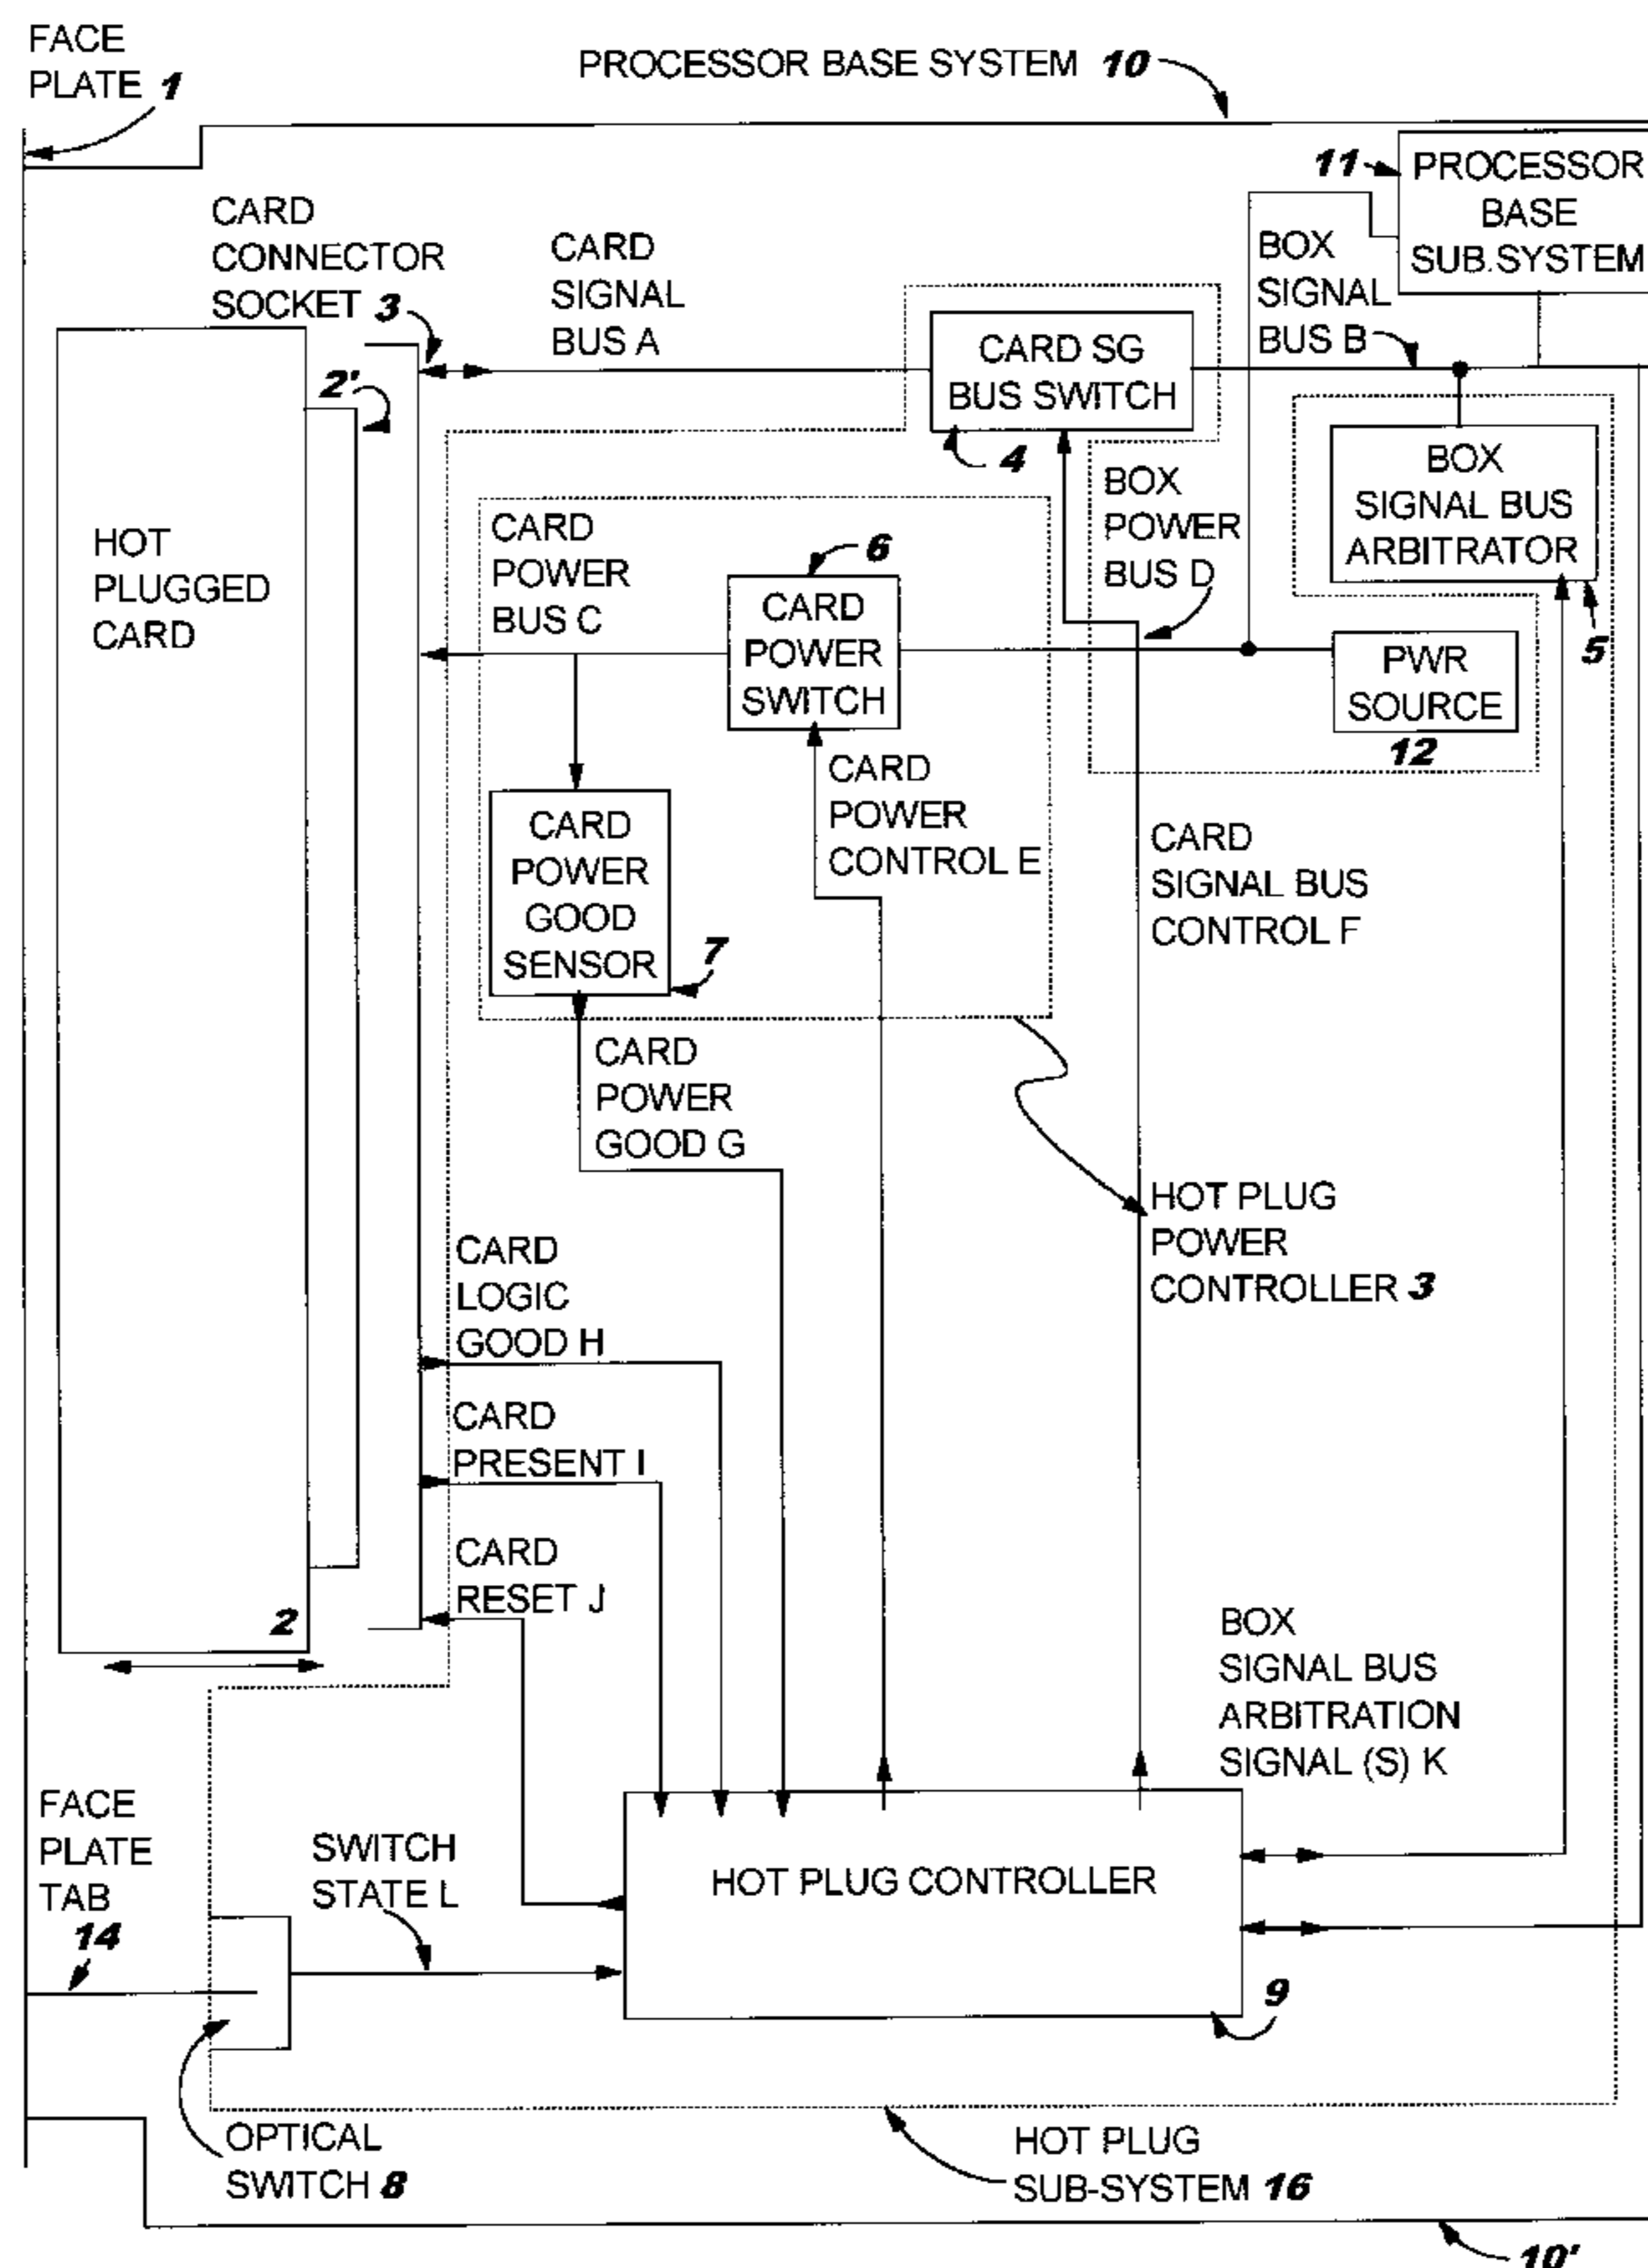 FACE
PLATE 1
PROCESSOR BASE SYSTEM 10
11
PROCESSOR
BASE
SUB.SYSTEM
CARD
CONNECTOR
SOCKET 3
CARD
SIGNAL
BUS A
BOX
SIGNAL
BUS B
2'
CARD SG
BUS SWITCH
4
BOX
SIGNAL BUS
ARBITRATOR
5
HOT
PLUGGED
CARD
CARD
POWER
BUS C
6
CARD
POWER
SWITCH
BOX
POWER
BUS D
PWR
SOURCE
12
CARD
POWER
GOOD
SENSOR
7
CARD
POWER
CONTROL E
CARD
SIGNAL BUS
CONTROL F
CARD
POWER
GOOD G
HOT PLUG
POWER
CONTROLLER 3
CARD
LOGIC
GOOD H
CARD
PRESENT I
CARD
RESET J
2
BOX
SIGNAL BUS
ARBITRATION
SIGNAL (S) K
FACE
PLATE
TAB
14
SWITCH
STATE L
HOT PLUG CONTROLLER
9
OPTICAL
SWITCH 8
HOT PLUG
SUB-SYSTEM 16
10'